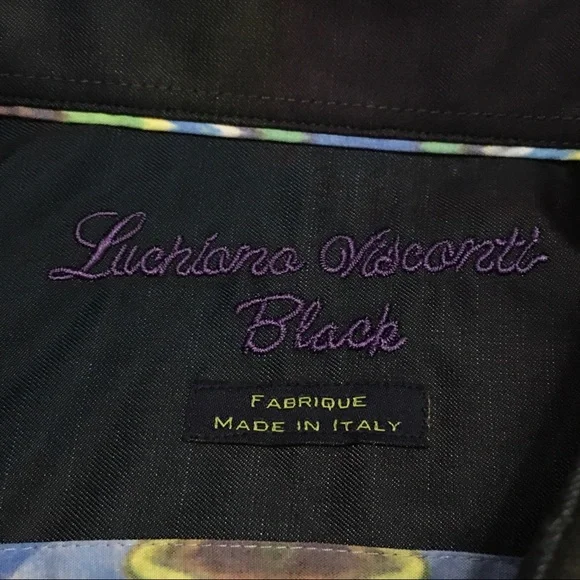 Luchiano Visconti
Black
FABRIQUE
MADE IN ITALY